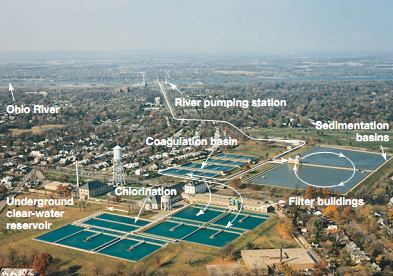 Ohio River
River pumping station
Sedimentation
basins
Coagulation basin
Chlorination
Filter buildings
Underground
clear-water
reservoir